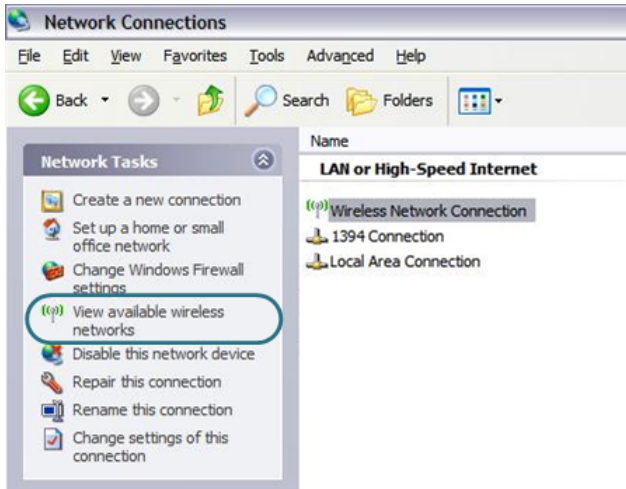 Network Connections
File Edit View Favorites Tools Advanced Help
Back Search Folders
Name
Network Tasks
LAN or High-Speed Internet
Create a new connection
Set up a home or small
office network
Change Windows Firewall
settings
View available wireless
networks
Disable this network device
Repair this connection
Rename this connection
Change settings of this
connection
Wireless Network Connection
1394 Connection
Local Area Connection